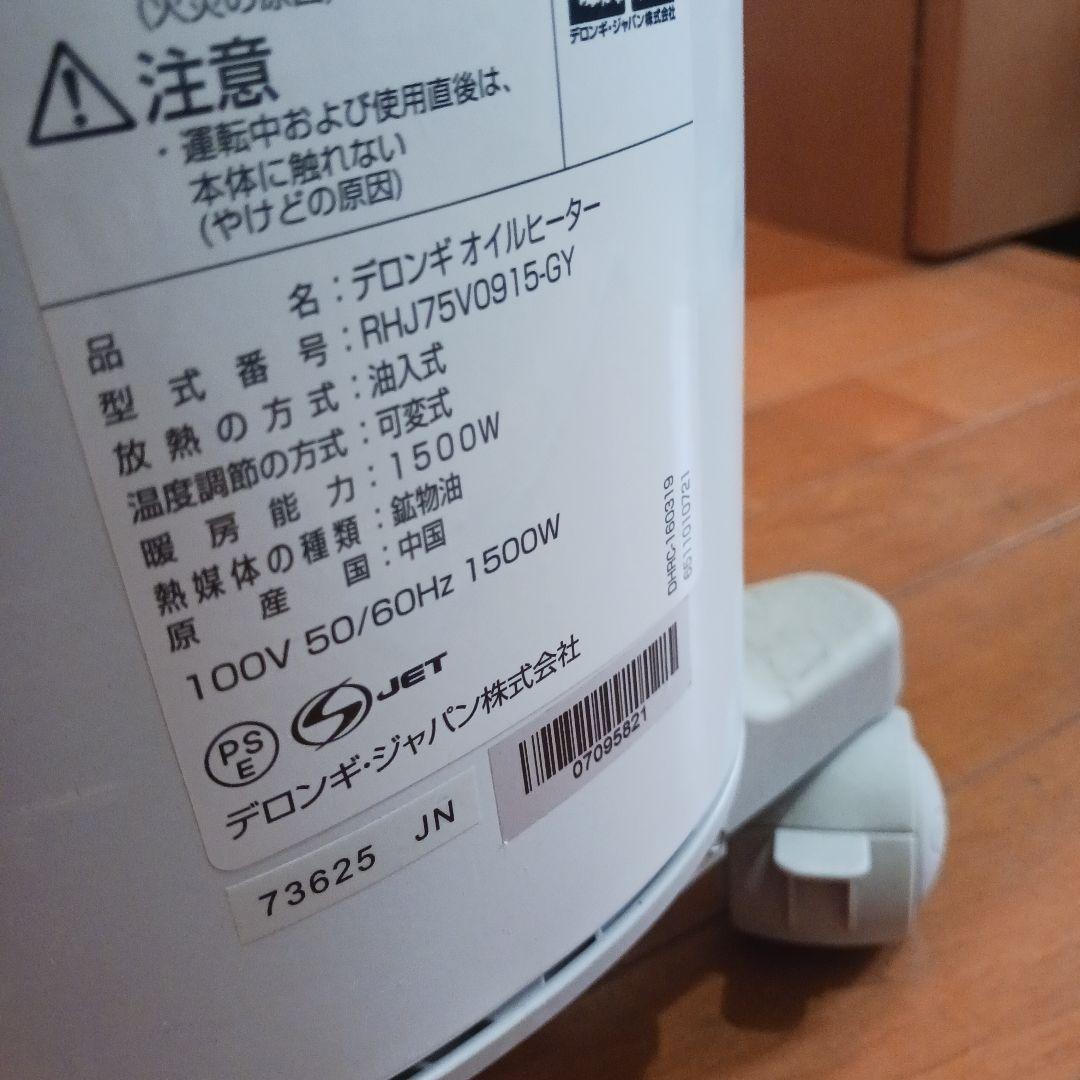 (火災の原因)
デロンギ・ジャパン株式会社
注意
・運転中および使用直後は、
本体に触れない
(やけどの原因)
品名：デロンギ オイルヒーター
型式番号：RHJ75V0915-GY
放熱の方式：油入式
温度調節の方式：可変式
暖房能力：1500W
熱媒体の種類：鉱物油
原産国：中国
100V 50/60Hz 1500W
PSE
JET
デロンギ・ジャパン株式会社
DHRC-160319
6511010721
07095821
73625 JN